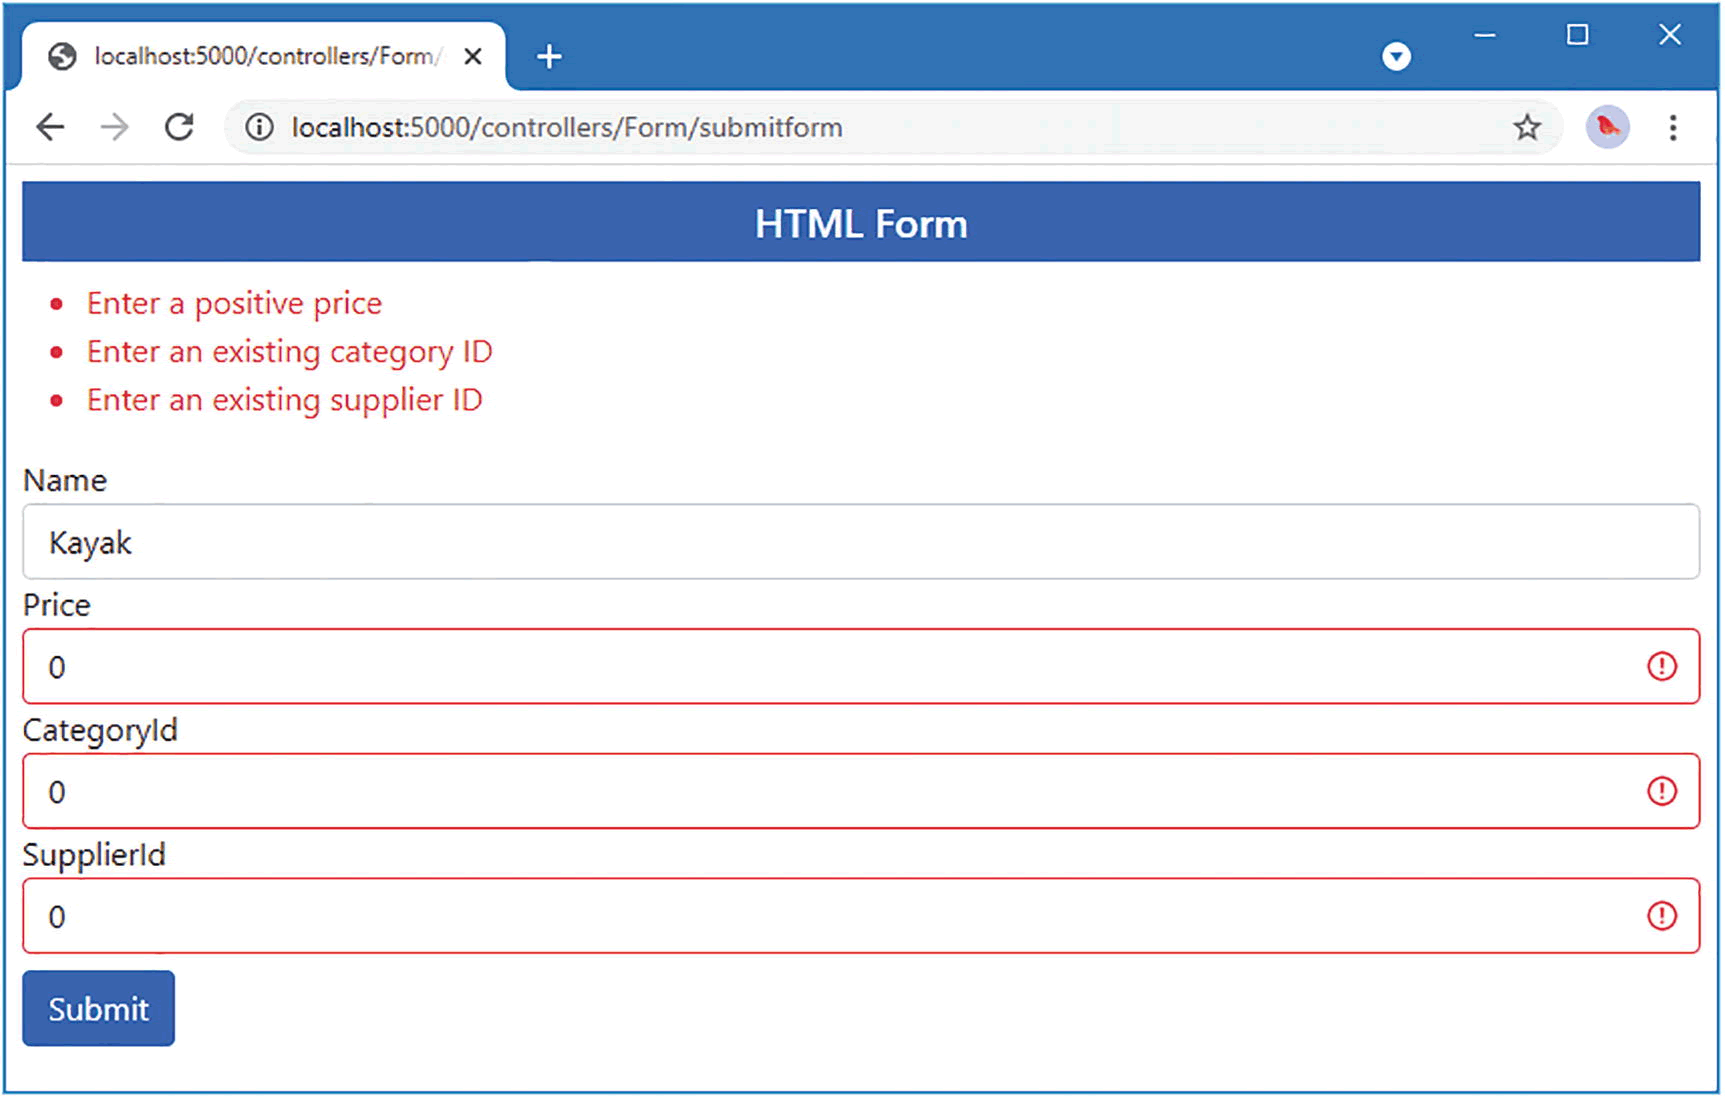 localhost:5000/controllers/Form/
localhost:5000/controllers/Form/submitform
HTML Form
Enter a positive price
Enter an existing category ID
Enter an existing supplier ID
Name
Kayak
Price
0
CategoryId
0
SupplierId
0
Submit